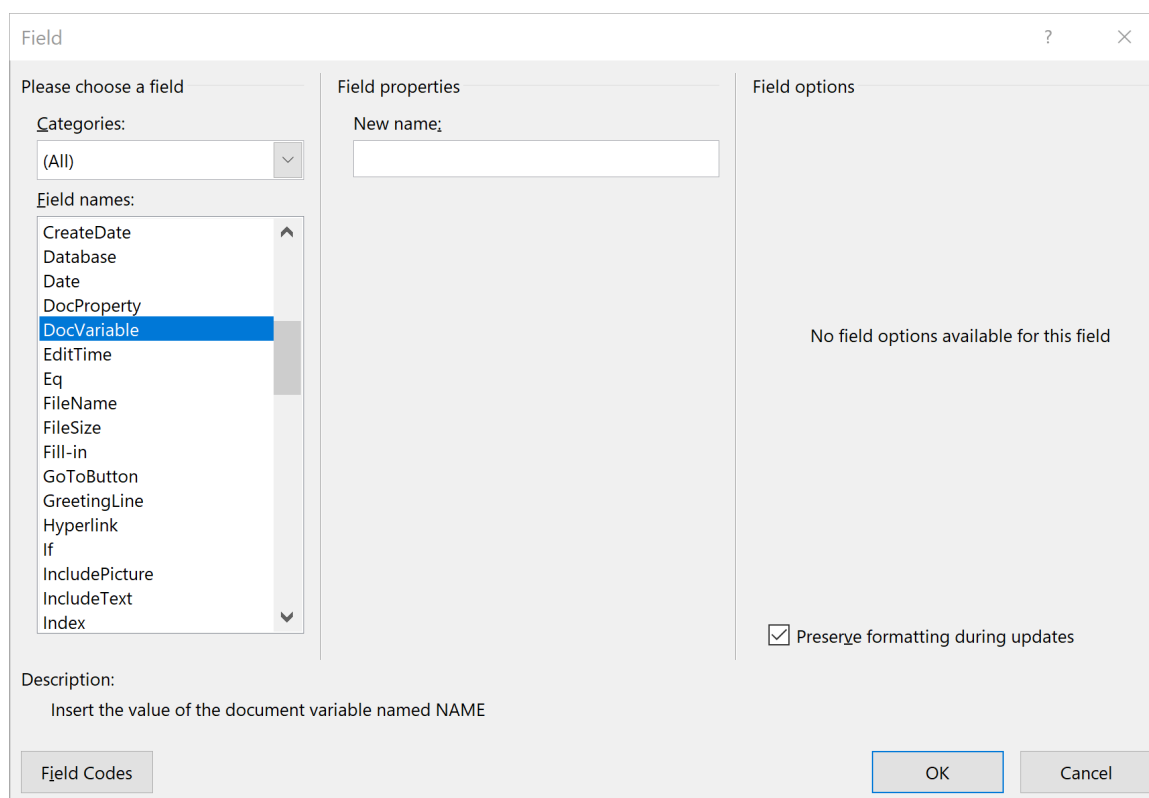 Field
?
Please choose a field
Categories:
(All)
Field names:
CreateDate
Database
Date
DocProperty
DocVariable
EditTime
Eq
FileName
FileSize
Fill-in
GoToButton
GreetingLine
Hyperlink
If
IncludePicture
IncludeText
Index
Field properties
New name:
Field options
No field options available for this field
Preserve formatting during updates
Description:
Insert the value of the document variable named NAME
Field Codes
OK
Cancel